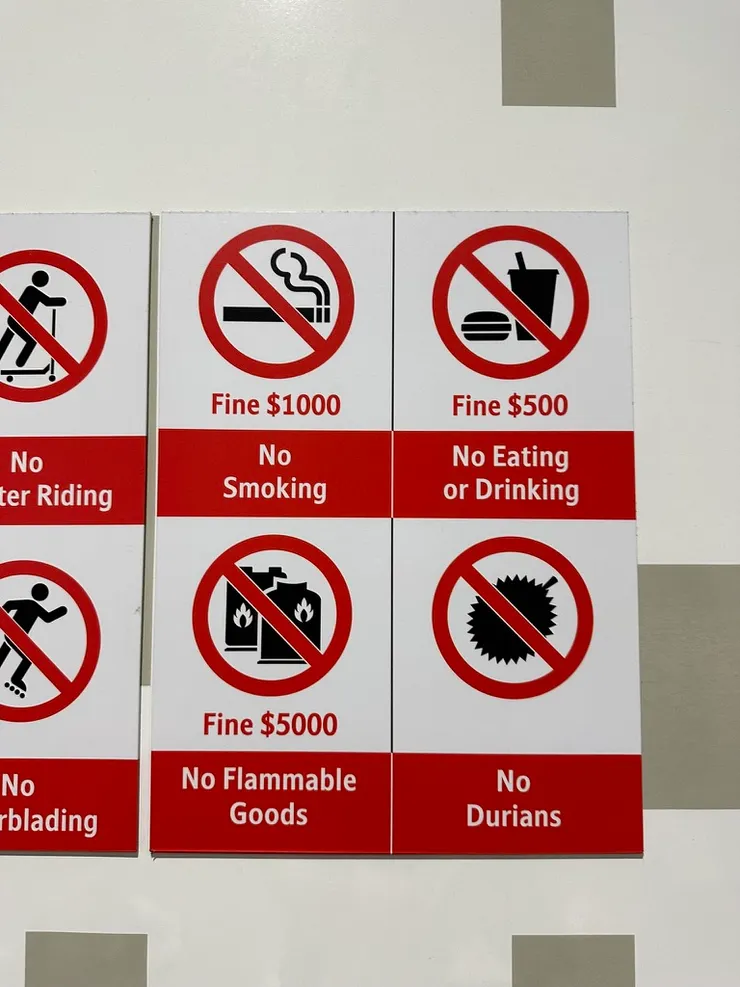 No
ter Riding
No
rblading
Fine $1000
No
Smoking
Fine $500
No Eating
or Drinking
Fine $5000
No Flammable
Goods
No
Durians